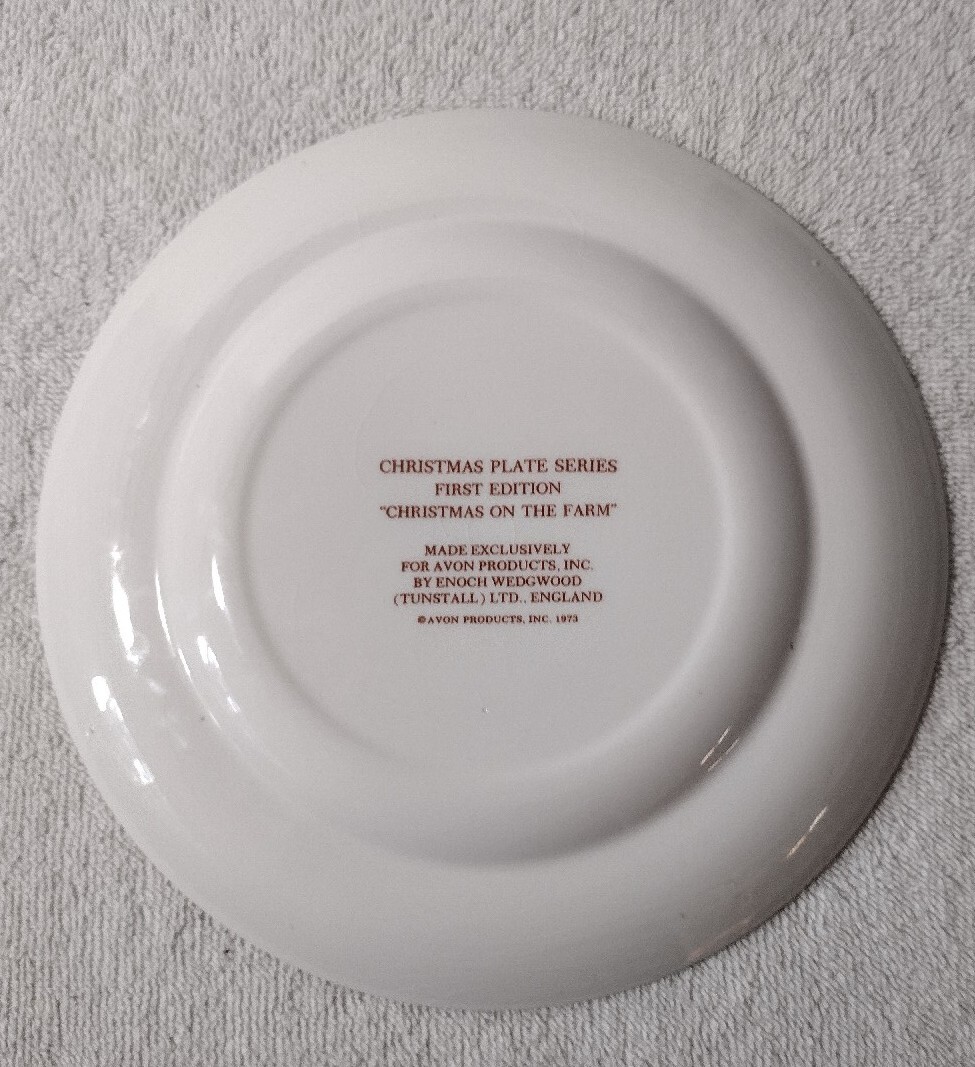 CHRISTMAS PLATE SERIES
FIRST EDITION
"CHRISTMAS ON THE FARM"
MADE EXCLUSIVELY
FOR AVON PRODUCTS, INC.
BY ENOCH WEDGWOOD
(TUNSTALL) LTD., ENGLAND
©AVON PRODUCTS, INC. 1973